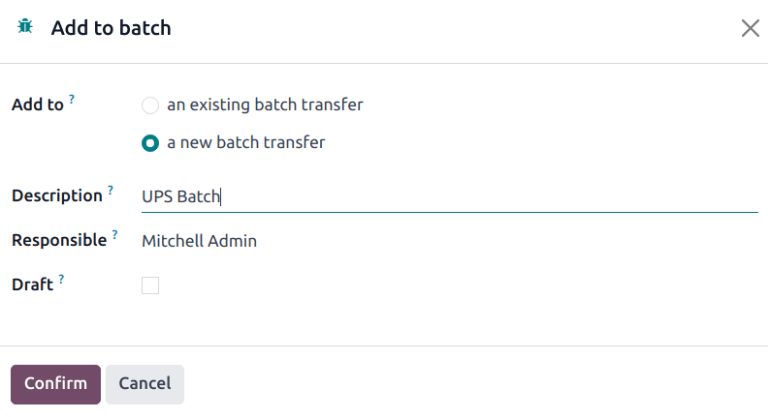 Add to batch
Add to ? an existing batch transfer
a new batch transfer
Description ? UPS Batch
Responsible ? Mitchell Admin
Draft ?
Confirm Cancel